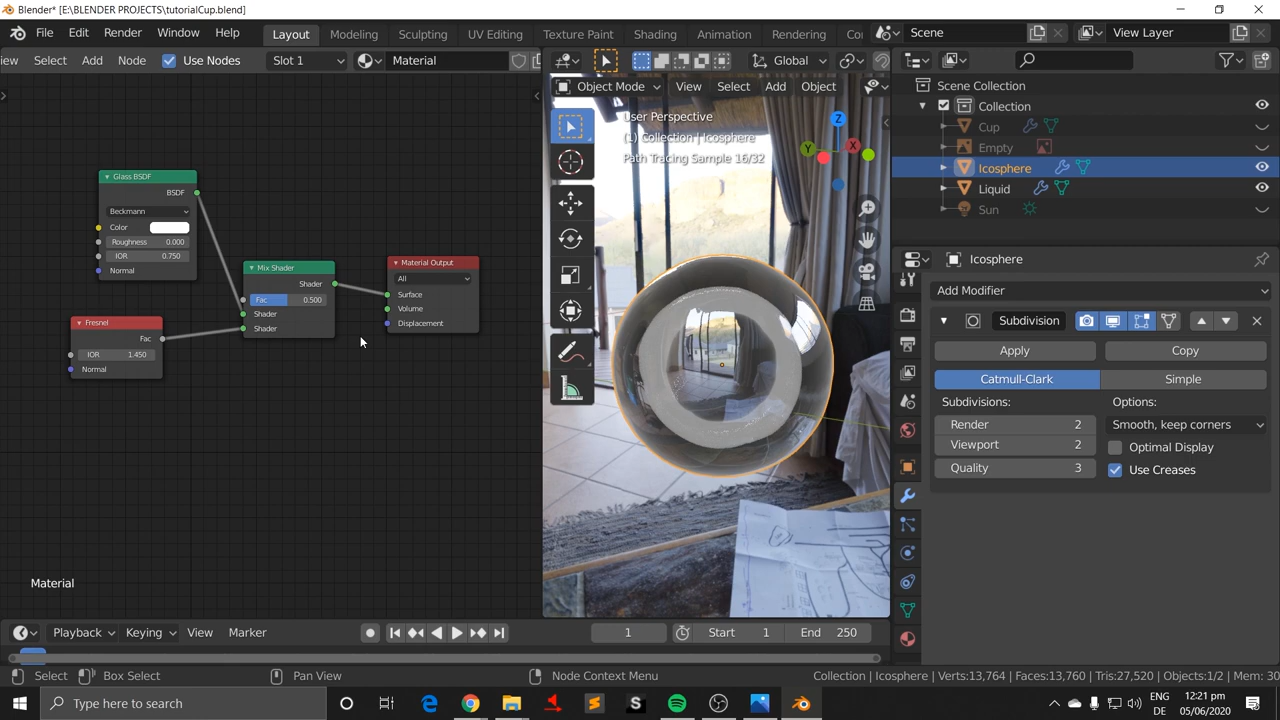 Blender* [E:\BLENDER PROJECTS\tutorialCup.blend]
File Edit Render Window Help Layout Modeling Sculpting UV Editing Texture Paint Shading Animation Rendering Co Scene View Layer
iew Select Add Node Use Nodes Slot 1 Material Global
Object Mode View Select Add Object
User Perspective
(1) Collection | Icosphere
Path Tracing Sample 16/32
Z
Y
X
Glass BSDF
BSDF
Beckmann
Color
Roughness 0.000
IOR 0.750
Normal
Fresnel
Fac
IOR 1.450
Normal
Mix Shader
Shader
Fac 0.500
Shader
Shader
Material Output
All
Surface
Volume
Displacement
Material
Scene Collection
Collection
Cup
Empty
Icosphere
Liquid
Sun
Icosphere
Add Modifier
Subdivision
Apply Copy
Catmull-Clark Simple
Subdivisions: Options:
Render 2 Smooth, keep corners
Viewport 2 Optimal Display
Quality 3 Use Creases
Playback Keying View Marker 1 Start 1 End 250
Select Box Select Pan View Node Context Menu Collection | Icosphere | Verts:13,764 | Faces:13,760 | Tris:27,520 | Objects:1/2 | Mem: 30
Type here to search
ENG
DE
12:21 pm
05/06/2020